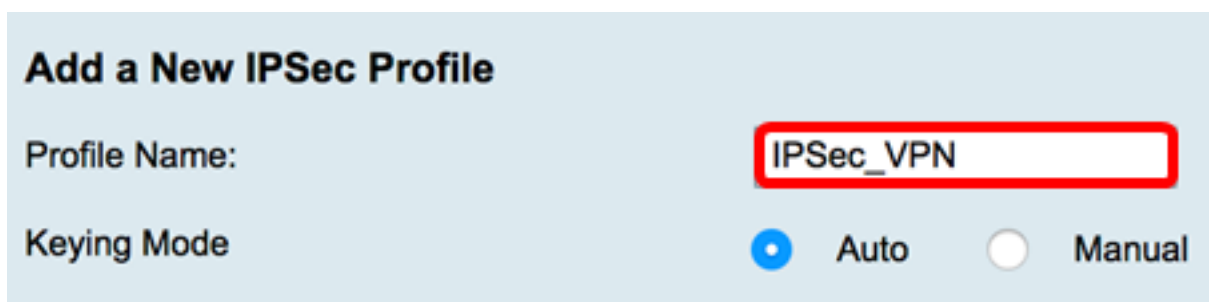 Add a New IPSec Profile
Profile Name: IPSec_VPN
Keying Mode Auto Manual